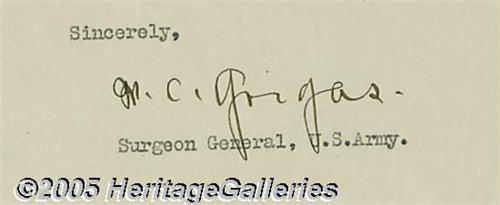 Sincerely,
W. C. Gorgas.
Surgeon General, U.S.Army.
©2005 HeritageGalleries